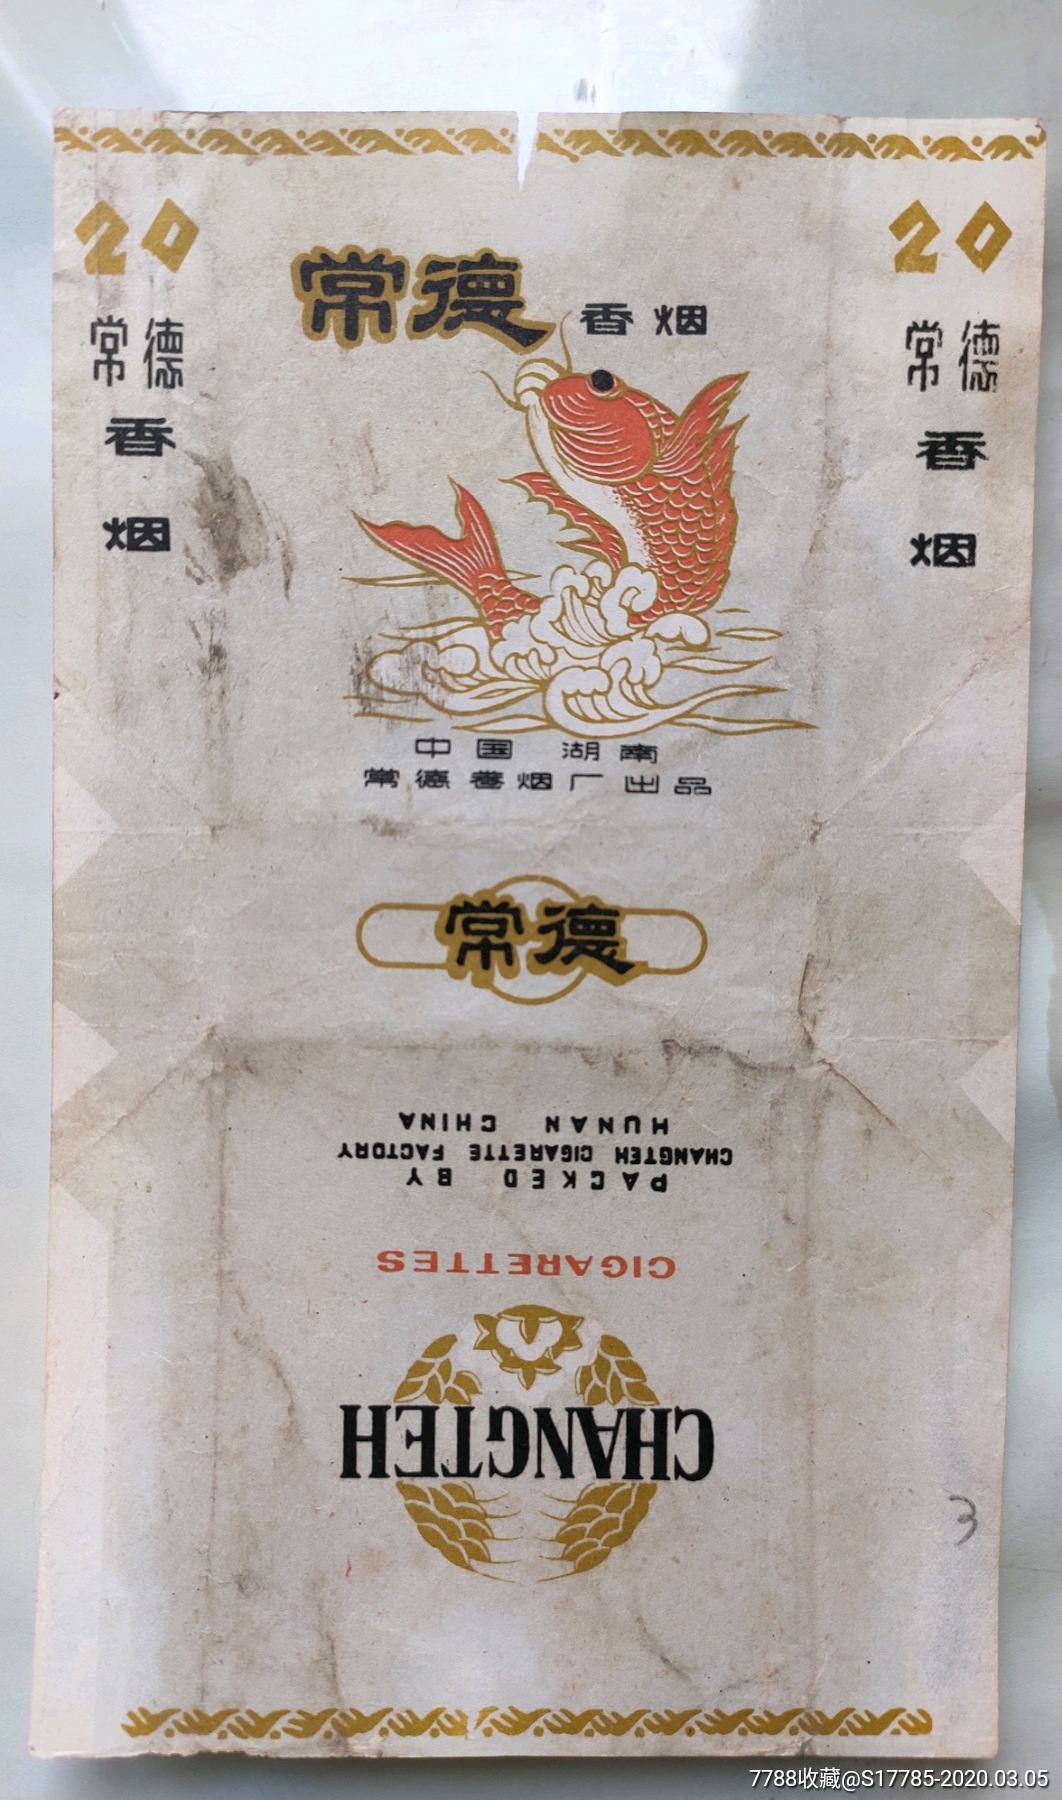 20
常德
香
烟
常德 香烟
20
常德
香
烟
中国 湖南
常德卷烟厂出品
常德
CHANGTEH
CIGARETTES
PACKED BY
CHANGTEH CIGARETTE FACTORY
HUNAN CHINA
3
7788收藏@S17785-2020.03.05